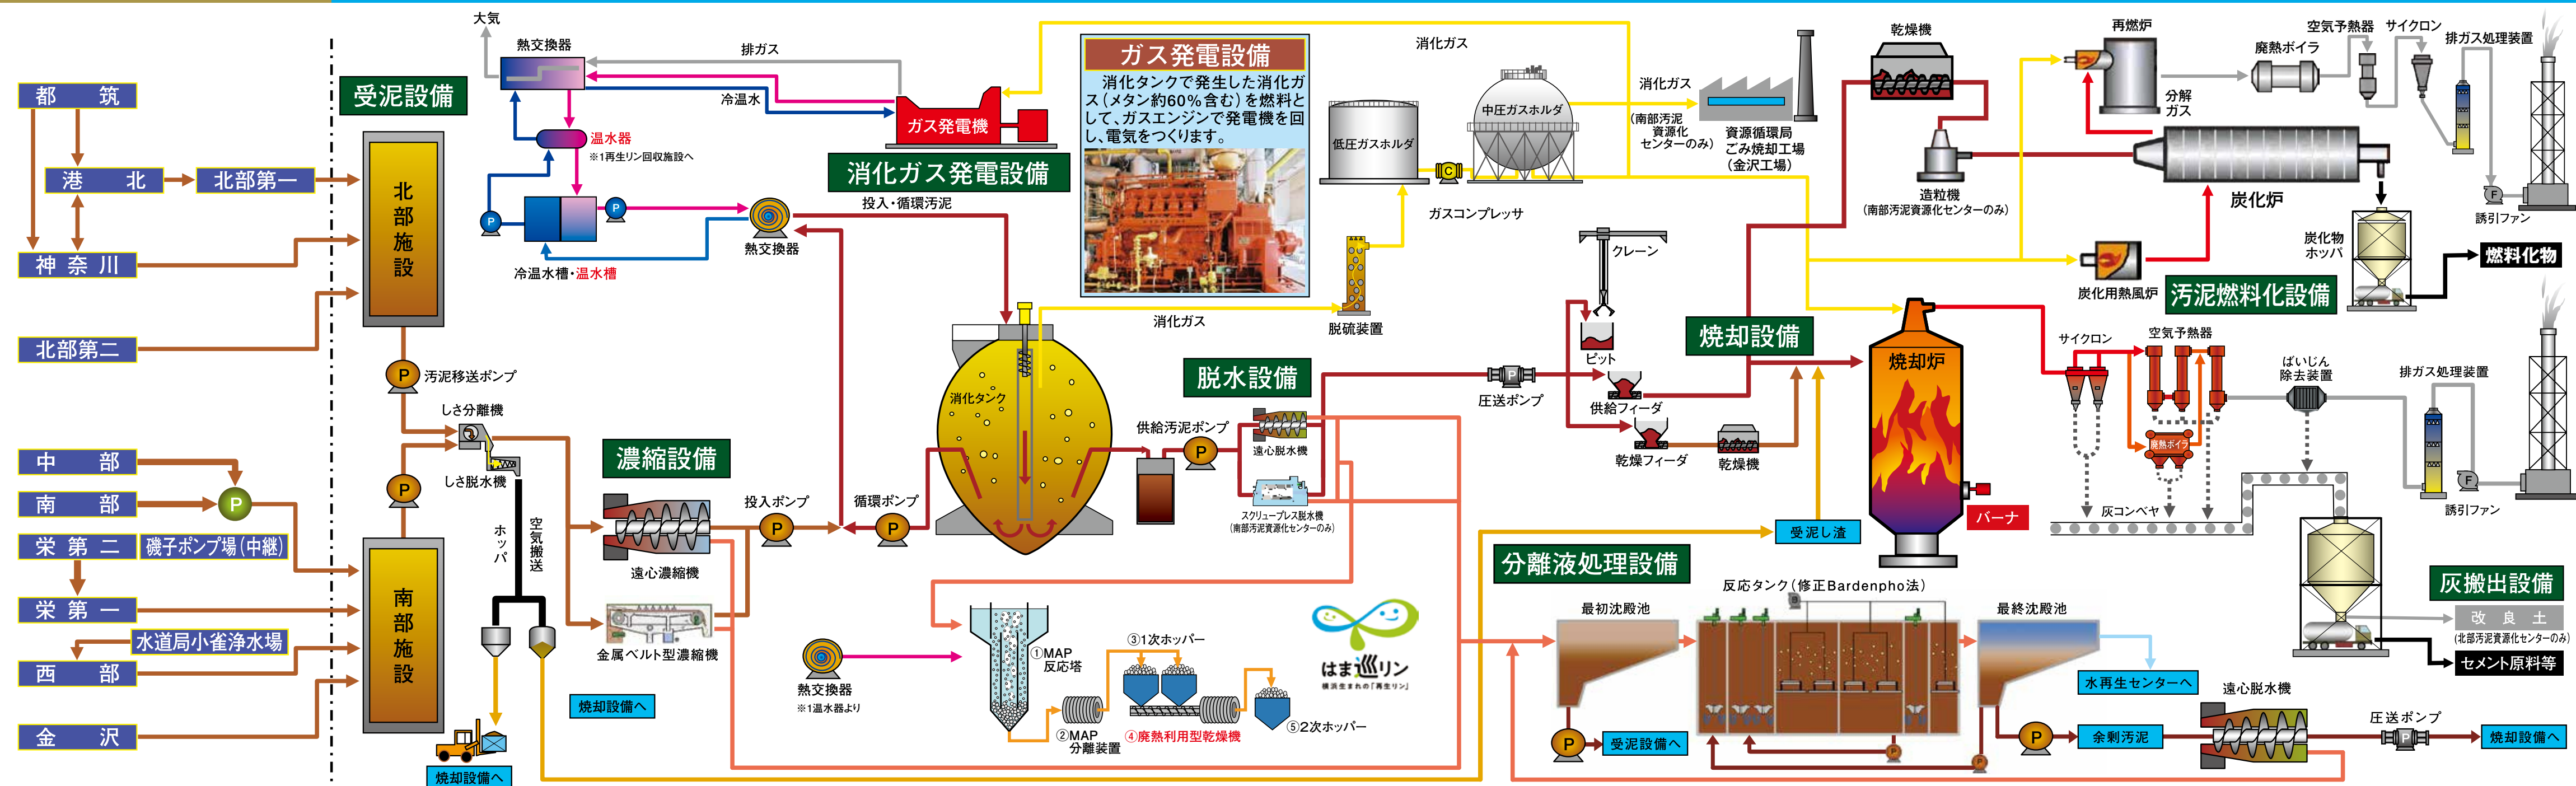 都筑
港北
北部第一
神奈川
北部第二
中部
南部
P
栄第二
磯子ポンプ場(中継)
栄第一
水道局小雀浄水場
西部
金沢
受泥設備
北部施設
P
汚泥移送ポンプ
しさ分離機
しさ脱水機
P
南部施設
ホッパ
空気搬送
焼却設備へ
大気
熱交換器
排ガス
冷温水
温水器
※1再生リン回収施設へ
P
P
冷温水槽・温水槽
熱交換器
ガス発電機
消化ガス発電設備
投入・循環汚泥
ガス発電設備
消化タンクで発生した消化ガ
ス(メタン約60%含む)を燃料と
して、ガスエンジンで発電機を回
し、電気をつくります。
濃縮設備
遠心濃縮機
金属ベルト型濃縮機
焼却設備へ
投入ポンプ
P
循環ポンプ
P
消化タンク
消化ガス
脱硫装置
低圧ガスホルダ
C
ガスコンプレッサ
中圧ガスホルダ
消化ガス
消化ガス
(南部汚泥
資源化
センターのみ)
資源循環局
ごみ焼却工場
(金沢工場)
脱水設備
供給汚泥ポンプ
P
遠心脱水機
スクリュープレス脱水機
(南部汚泥資源化センターのみ)
熱交換器
※1温水器より
①MAP
反応塔
②MAP
分離装置
③1次ホッパー
④廃熱利用型乾燥機
⑤2次ホッパー
はま巡リン
横浜生まれの「再生リン」
圧送ポンプ
P
クレーン
ピット
供給フィーダ
乾燥フィーダ
乾燥機
焼却設備
焼却炉
バーナ
受泥し渣
乾燥機
造粒機
(南部汚泥資源化センターのみ)
再燃炉
分解
ガス
廃熱ボイラ
空気予熱器
サイクロン
排ガス処理装置
F
誘引ファン
炭化炉
炭化用熱風炉
汚泥燃料化設備
炭化物
ホッパ
燃料化物
サイクロン
空気予熱器
廃熱ボイラ
ばいじん
除去装置
排ガス処理装置
F
誘引ファン
灰コンベヤ
灰搬出設備
改良土
(北部汚泥資源化センターのみ)
セメント原料等
分離液処理設備
最初沈殿池
P
受泥設備へ
反応タンク(修正Bardenpho法)
B
P
P
最終沈殿池
水再生センターへ
P
余剰汚泥
遠心脱水機
圧送ポンプ
P
焼却設備へ